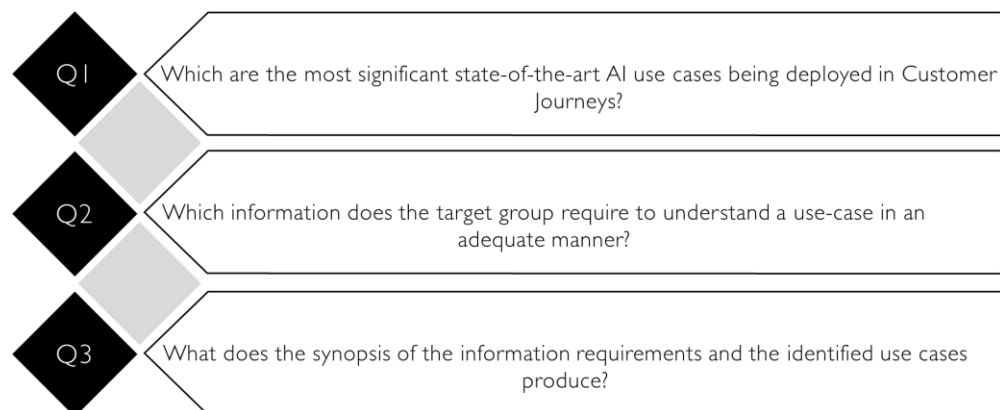 Q1
Which are the most significant state-of-the-art AI use cases being deployed in Customer
Journeys?
Q2
Which information does the target group require to understand a use-case in an
adequate manner?
Q3
What does the synopsis of the information requirements and the identified use cases
produce?